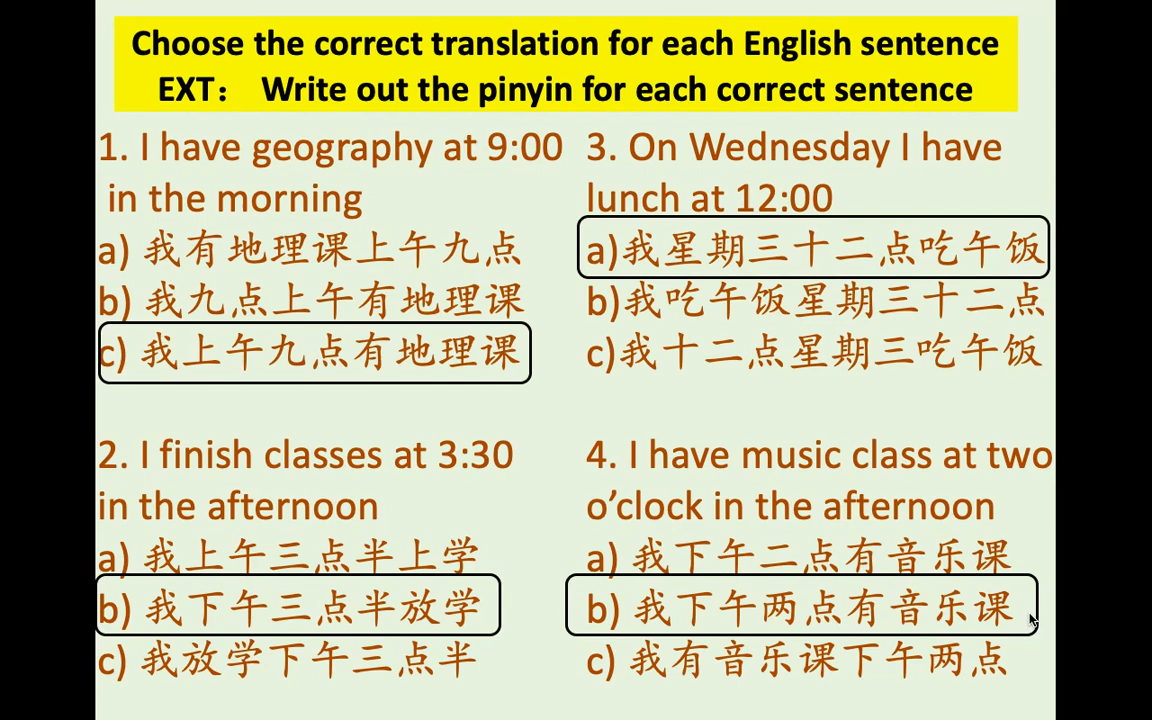 Choose the correct translation for each English sentence
EXT： Write out the pinyin for each correct sentence
1. I have geography at 9:00
in the morning
a) 我有地理课上午九点
b) 我九点上午有地理课
c) 我上午九点有地理课
2. I finish classes at 3:30
in the afternoon
a) 我上午三点半上学
b) 我下午三点半放学
c) 我放学下午三点半
3. On Wednesday I have
lunch at 12:00
a)我星期三十二点吃午饭
b)我吃午饭星期三十二点
c)我十二点星期三吃午饭
4. I have music class at two
o’clock in the afternoon
a) 我下午二点有音乐课
b) 我下午两点有音乐课
c) 我有音乐课下午两点